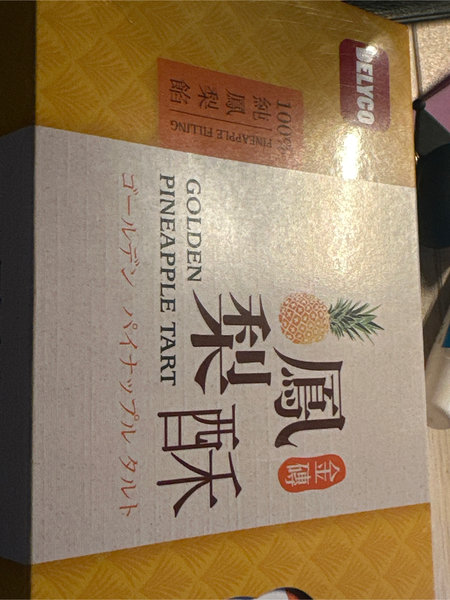 DELYCO
100%
純鳳梨餡
PINEAPPLE FILLING
金磚
鳳梨酥
GOLDEN
PINEAPPLE TART
ゴールデン パイナップル タルト